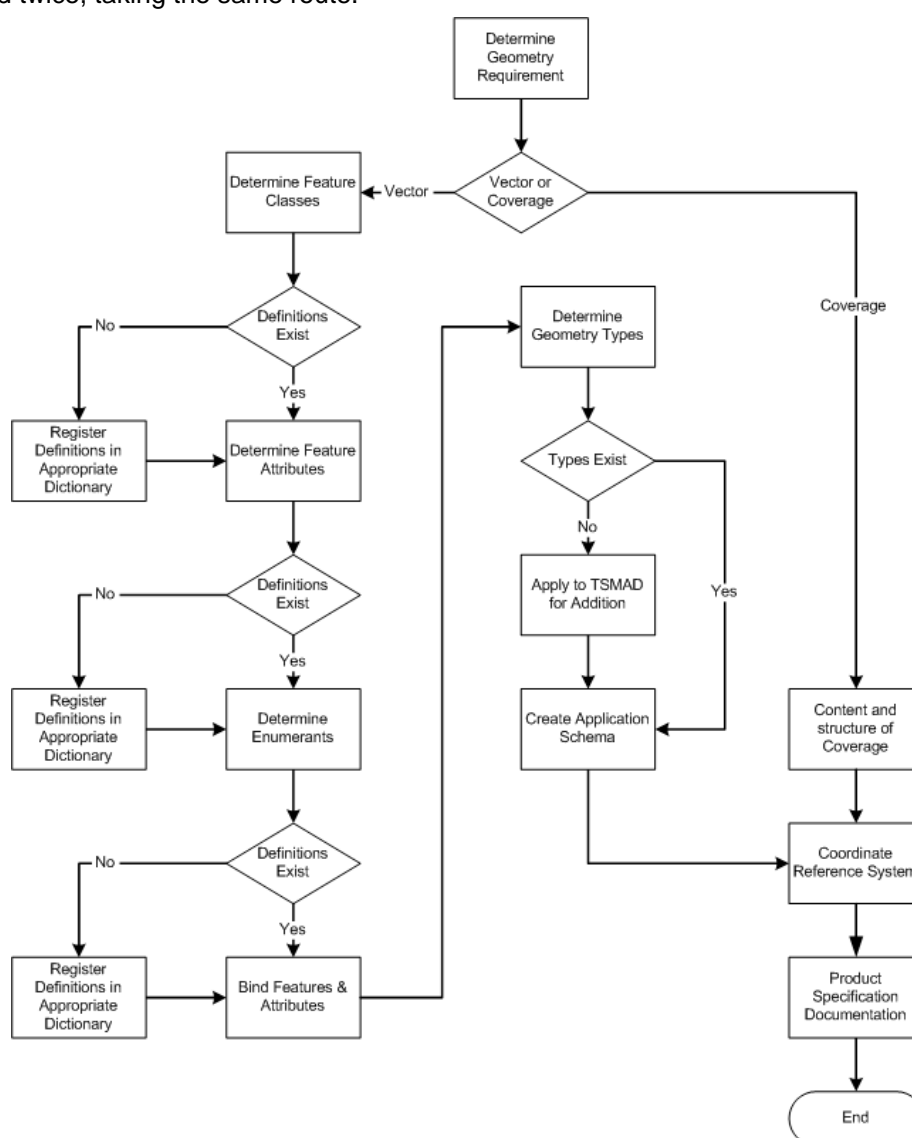 d twice, taking the same route.
Determine
Geometry
Requirement
Vector or
Coverage
Vector
Determine Feature
Classes
Coverage
Definitions
Exist
No
Yes
Register
Definitions in
Appropriate
Dictionary
Determine Feature
Attributes
Definitions
Exist
No
Yes
Register
Definitions in
Appropriate
Dictionary
Determine
Enumerants
Definitions
Exist
No
Yes
Register
Definitions in
Appropriate
Dictionary
Bind Features &
Attributes
Determine
Geometry Types
Types Exist
No
Yes
Apply to TSMAD
for Addition
Create Application
Schema
Content and
structure of
Coverage
Coordinate
Reference System
Product
Specification
Documentation
End